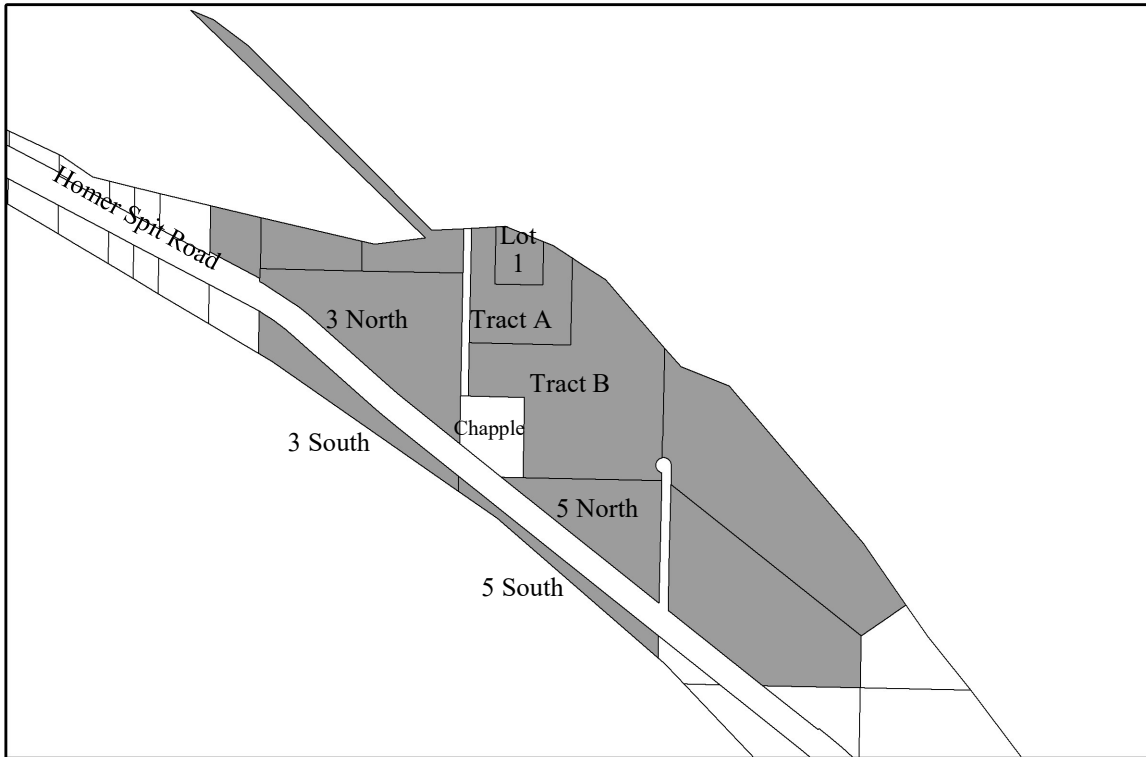 Homer Spit Road
Lot
1
3 North
Tract A
Tract B
Chapple
3 South
5 North
5 South